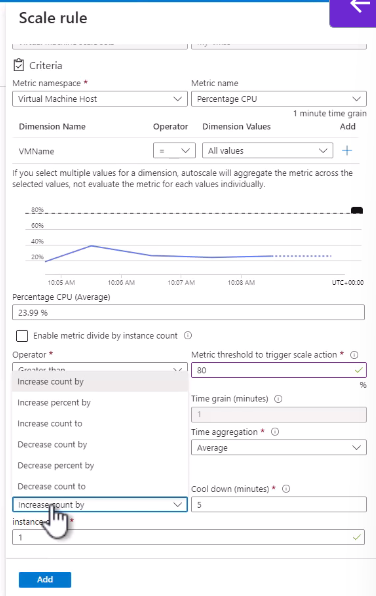 Scale rule
Criteria
Metric namespace *
Metric name
Virtual Machine Host
Percentage CPU
1 minute time grain
Dimension Name
Operator
Dimension Values
Add
VMName
=
All values
+
If you select multiple values for a dimension, autoscale will aggregate the metric across the
selected values, not evaluate the metric for each values individually.
80%
60%
40%
20%
10:05 AM
10:06 AM
10:07 AM
10:08 AM
UTC+00:00
Percentage CPU (Average)
23.99 %
Enable metric divide by instance count
Operator *
Metric threshold to trigger scale action *
Greater than
80
%
Increase count by
Increase percent by
Increase count to
Decrease count by
Decrease percent by
Decrease count to
Increase count by
Time grain (minutes)
1
Time aggregation *
Average
Cool down (minutes) *
5
instance
*
1
Add